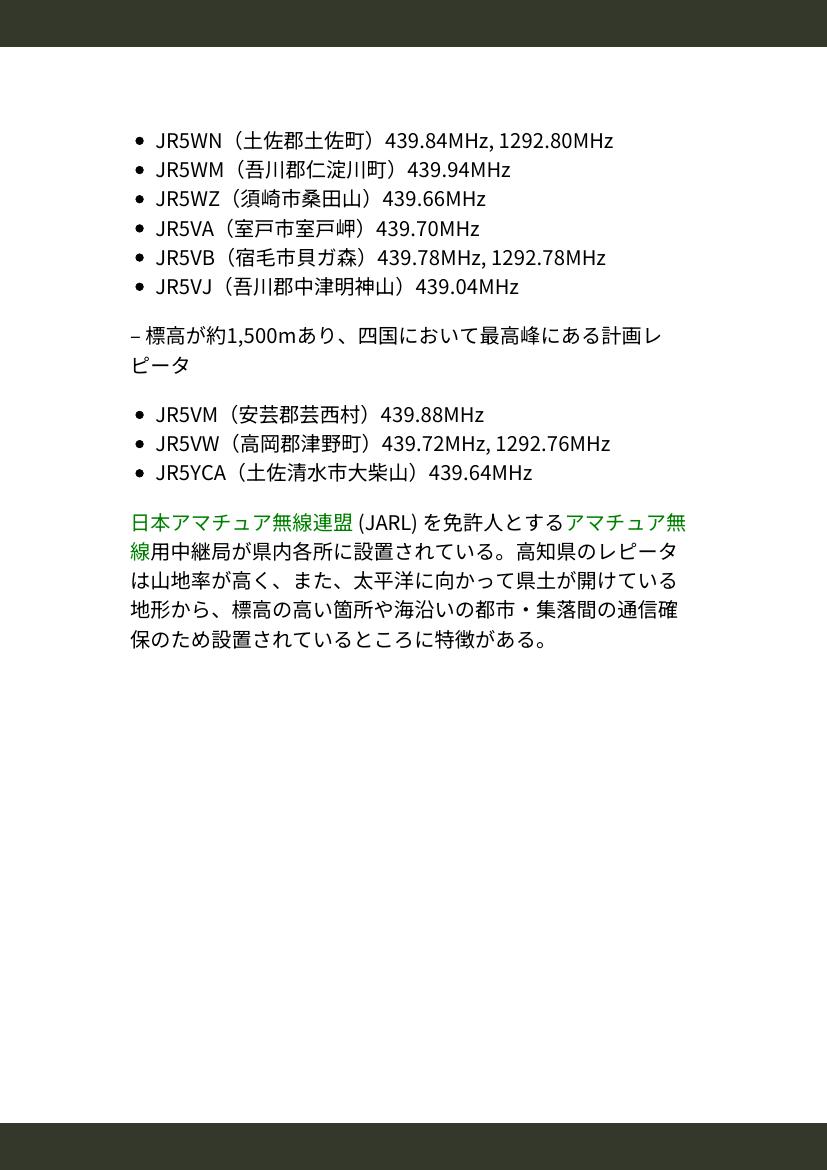 • JR5WN（土佐郡土佐町）439.84MHz, 1292.80MHz
• JR5WM（吾川郡仁淀川町）439.94MHz
• JR5WZ（須崎市桑田山）439.66MHz
• JR5VA（室戸市室戸岬）439.70MHz
• JR5VB（宿毛市貝ガ森）439.78MHz, 1292.78MHz
• JR5VJ（吾川郡中津明神山）439.04MHz
– 標高が約1,500mあり、四国において最高峰にある計画レ
ピータ
• JR5VM（安芸郡芸西村）439.88MHz
• JR5VW（高岡郡津野町）439.72MHz, 1292.76MHz
• JR5YCA（土佐清水市大柴山）439.64MHz
日本アマチュア無線連盟 (JARL) を免許人とするアマチュア無
線用中継局が県内各所に設置されている。高知県のレピータ
は山地率が高く、また、太平洋に向かって県土が開けている
地形から、標高の高い箇所や海沿いの都市・集落間の通信確
保のため設置されているところに特徴がある。